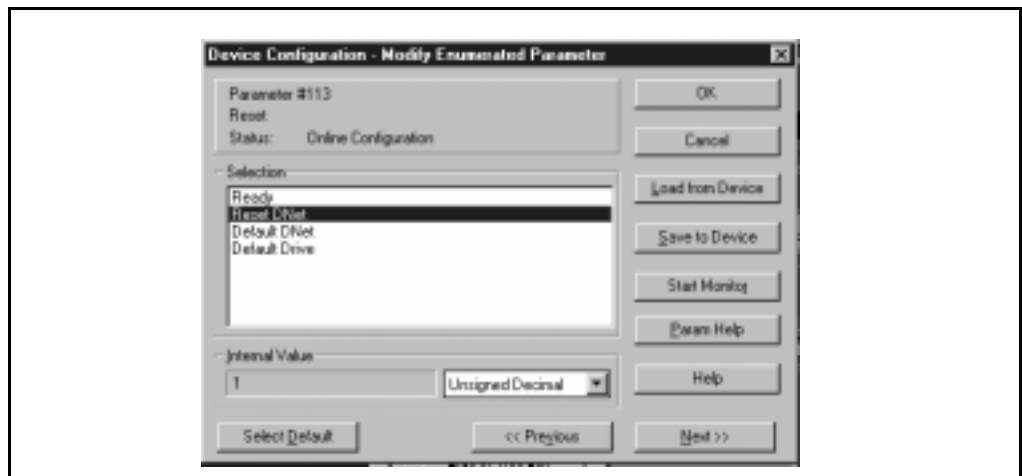 Device Configuration - Modify Enumerated Parameter
Parameter #113
Reset
Status: Online Configuration
Selection
Ready
Reset DNet
Default DNet
Default Drive
Internal Value
1
Unsigned Decimal
Select Default
<< Previous
Next >>
OK
Cancel
Load from Device
Save to Device
Start Monitor
Param Help
Help